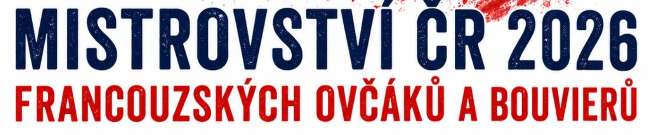 MISTROVSTVÍ ČR 2026
FRANCOUZSKÝCH OVČÁKŮ A BOUVIERŮ